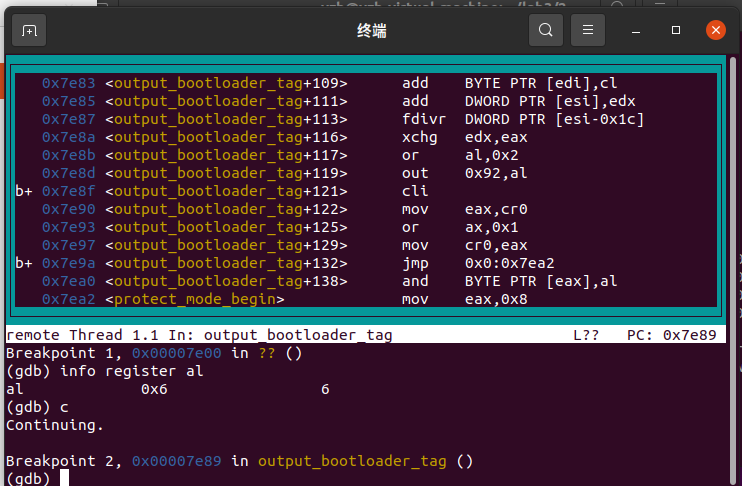 终端
0x7e83 <output_bootloader_tag+109> add BYTE PTR [edi],cl
0x7e85 <output_bootloader_tag+111> add DWORD PTR [esi],edx
0x7e87 <output_bootloader_tag+113> fdivr DWORD PTR [esi-0x1c]
0x7e8a <output_bootloader_tag+116> xchg edx,eax
0x7e8b <output_bootloader_tag+117> or al,0x2
0x7e8d <output_bootloader_tag+119> out 0x92,al
b+ 0x7e8f <output_bootloader_tag+121> cli
0x7e90 <output_bootloader_tag+122> mov eax,cr0
0x7e93 <output_bootloader_tag+125> or ax,0x1
0x7e97 <output_bootloader_tag+129> mov cr0,eax
b+ 0x7e9a <output_bootloader_tag+132> jmp 0x0:0x7ea2
0x7ea0 <output_bootloader_tag+138> and BYTE PTR [eax],al
0x7ea2 <protect_mode_begin> mov eax,0x8
remote Thread 1.1 In: output_bootloader_tag L?? PC: 0x7e89
Breakpoint 1, 0x00007e00 in ?? ()
(gdb) info register al
al 0x6 6
(gdb) c
Continuing.
Breakpoint 2, 0x00007e89 in output_bootloader_tag ()
(gdb)